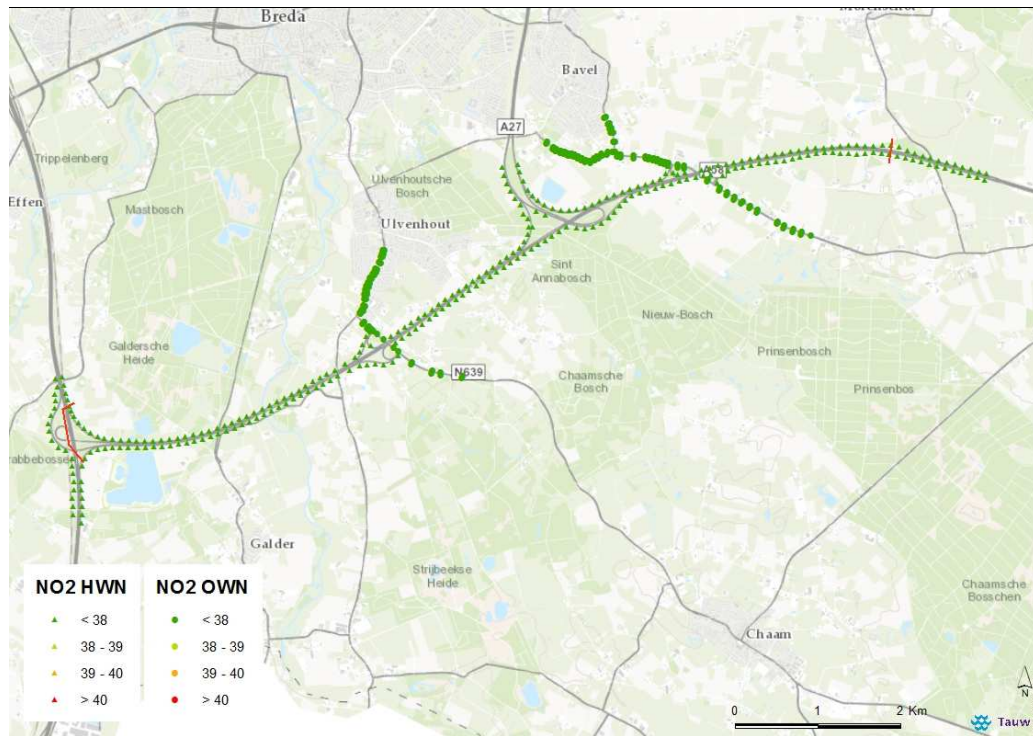 Breda
Bavel
A27
Trippelenberg
Effen
Mastbosch
Ulvenhoutsche
Bosch
Ulvenhout
A58
Sint
Annabosch
Nieuw-Bosch
Galdersche
Heide
Prinsenbosch
N639
Chaamsche
Bosch
Prinsenbos
rabbebossen
Galder
Strijbeekse
Heide
Chaamsche
Bosschen
Chaam
NO2 HWN NO2 OWN
< 38 < 38
38 - 39 38 - 39
39 - 40 39 - 40
> 40 > 40
0 1 2 Km
N
Tauw